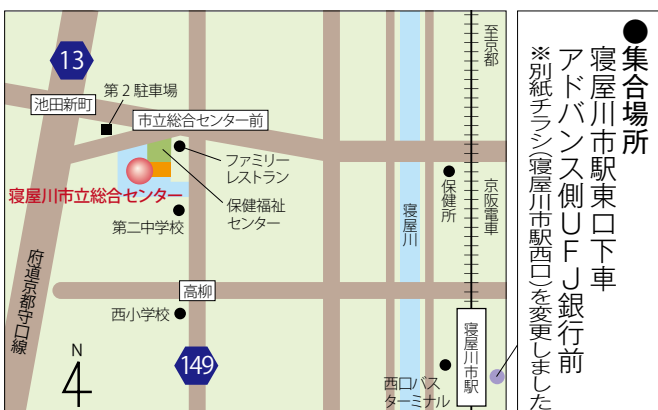 ●集合場所
寝屋川市駅東口下車
アドバンス側UFJ銀行前
※別紙チラシ(寝屋川市駅西口)を変更しました
13
第2駐車場
池田新町
市立総合センター前
ファミリー
レストラン
寝屋川市立総合センター
保健福祉
センター
第二中学校
府道京都守口線
高柳
西小学校
149
N
至京都
保健所
京阪電車
寝屋川
寝屋川市駅
西口バス
ターミナル